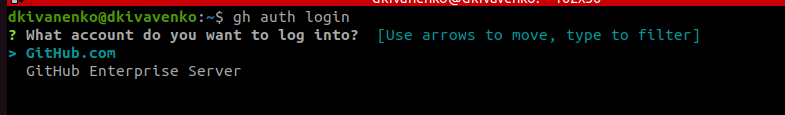 dkivanenko@dkivavenko:~$ gh auth login
? What account do you want to log into?  [Use arrows to move, type to filter]
> GitHub.com
  GitHub Enterprise Server